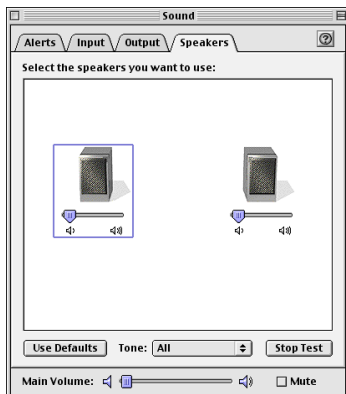 Sound
Alerts Input Output Speakers
Select the speakers you want to use:
Use Defaults Tone: All Stop Test
Main Volume: Mute